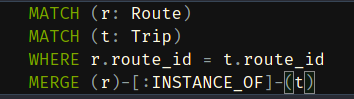 MATCH (r: Route)
MATCH (t: Trip)
WHERE r.route_id = t.route_id
MERGE (r)-[:INSTANCE_OF]-(t)